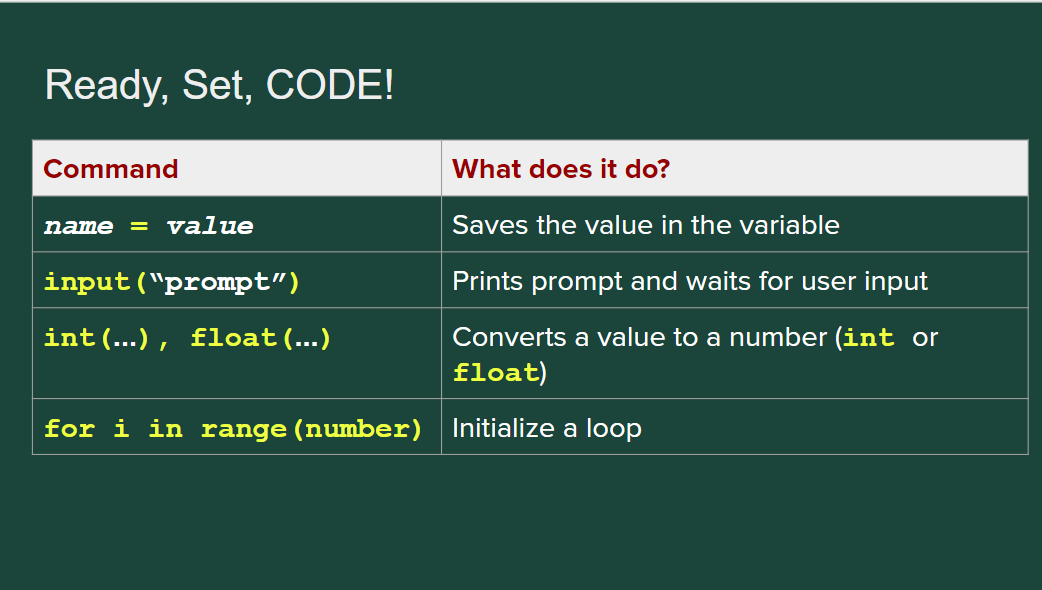 Ready, Set, CODE!
Command What does it do?
name = value Saves the value in the variable
input(“prompt”) Prints prompt and waits for user input
int(…), float(…) Converts a value to a number (int or
float)
for i in range(number) Initialize a loop